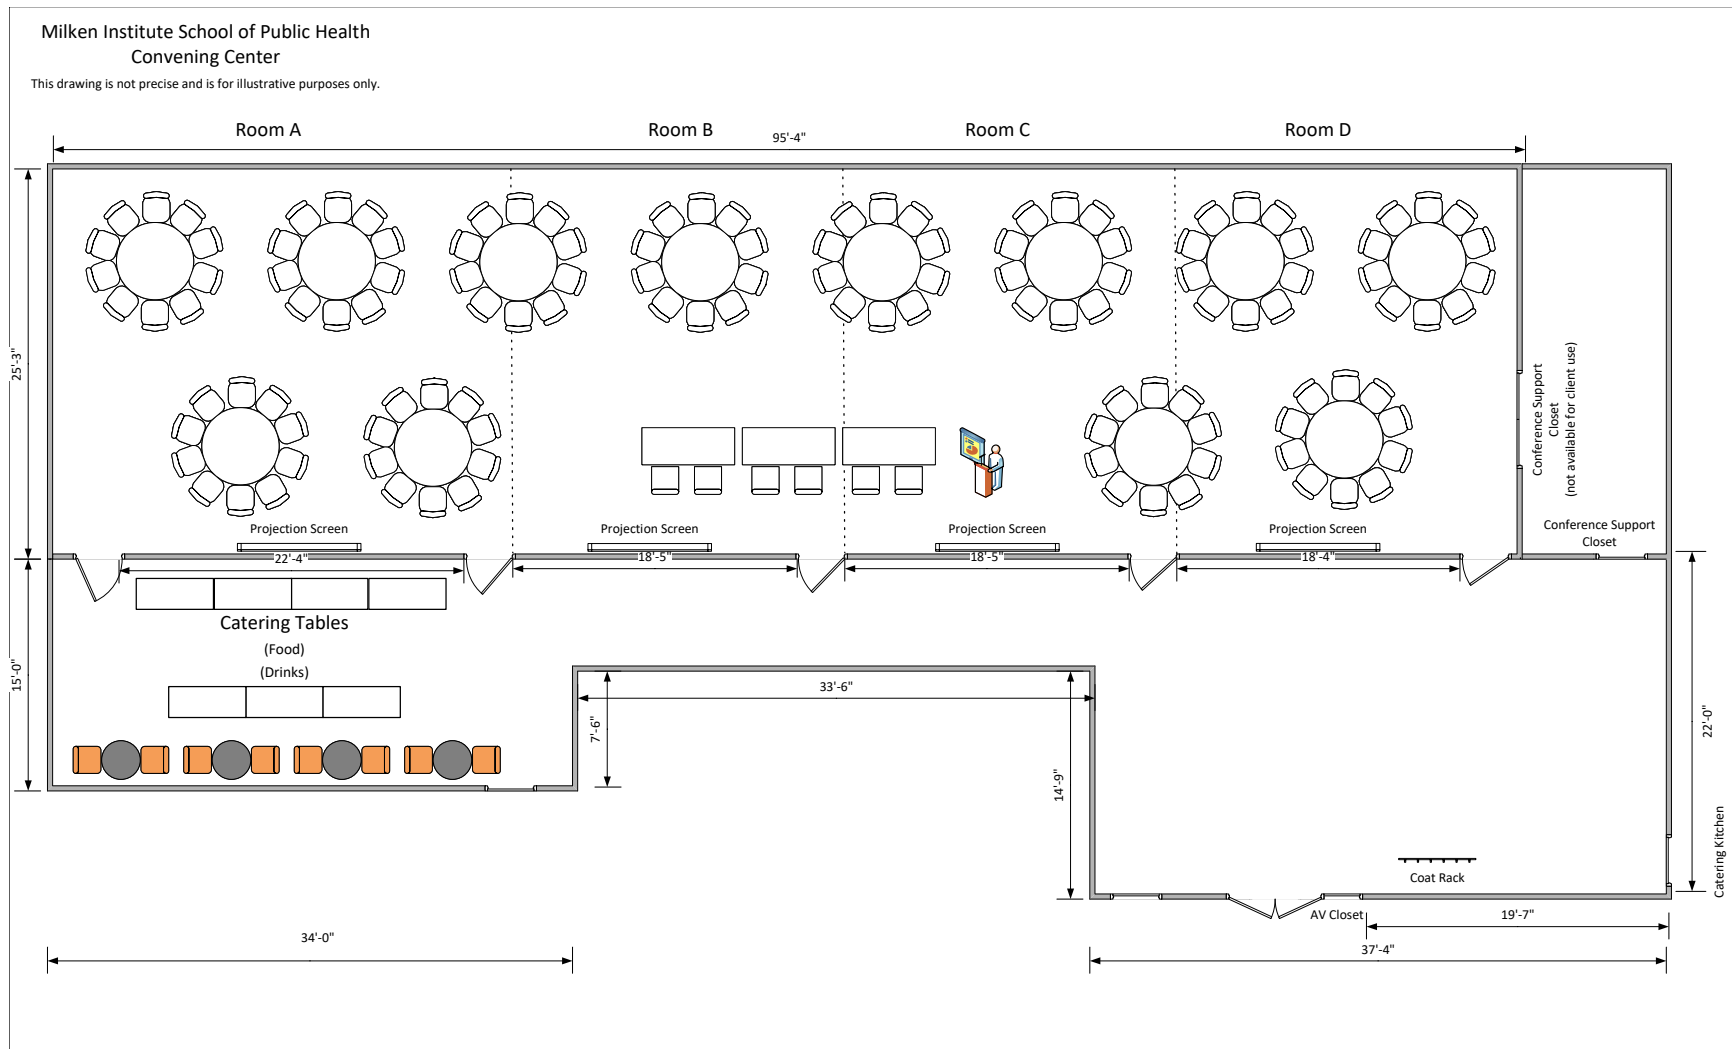 Milken Institute School of Public Health
Convening Center
This drawing is not precise and is for illustrative purposes only.
Room A
Room B
Room C
Room D
95'-4"
25'-3"
Conference Support
Closet
(not available for client use)
Projection Screen
Projection Screen
Projection Screen
Projection Screen
Conference Support
Closet
22'-4"
18'-5"
18'-5"
18'-4"
Catering Tables
(Food)
(Drinks)
15'-0"
33'-6"
7'-6"
14'-9"
22'-0"
Catering Kitchen
Coat Rack
AV Closet
19'-7"
34'-0"
37'-4"